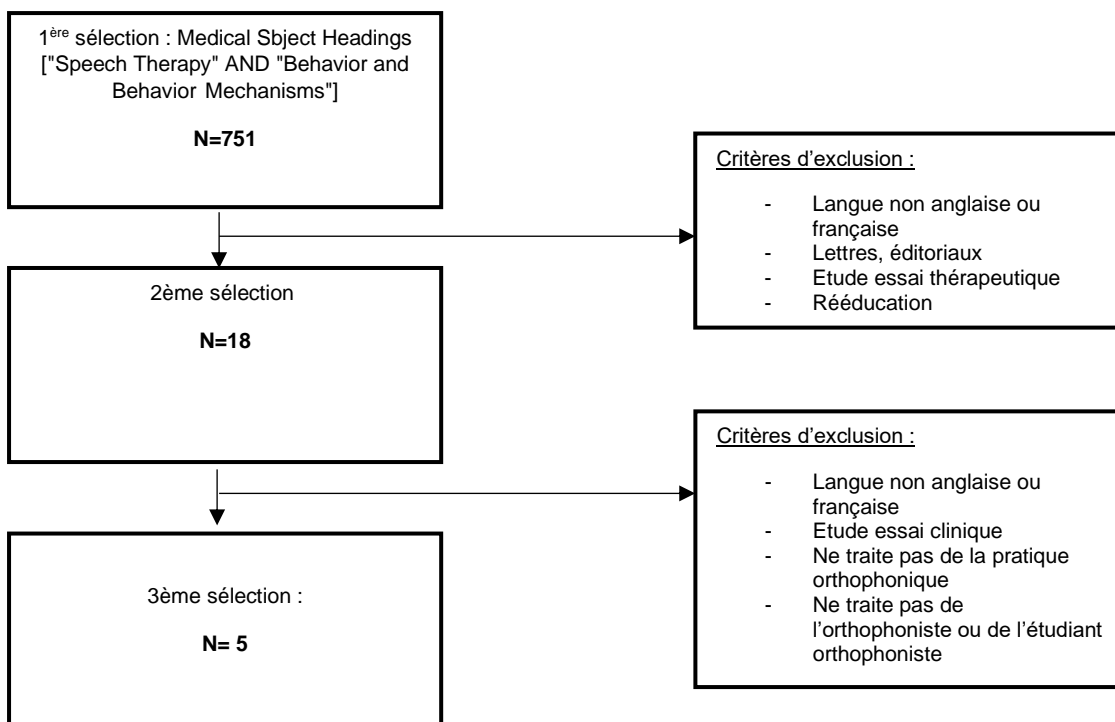 1ère sélection : Medical Sbject Headings
["Speech Therapy" AND "Behavior and
Behavior Mechanisms"]
N=751
Critères d'exclusion :
- Langue non anglaise ou
française
- Lettres, éditoriaux
- Etude essai thérapeutique
- Rééducation
2ème sélection
N=18
Critères d'exclusion :
- Langue non anglaise ou
française
- Etude essai clinique
- Ne traite pas de la pratique
orthophonique
- Ne traite pas de
l'orthophoniste ou de l'étudiant
orthophoniste
3ème sélection :
N= 5